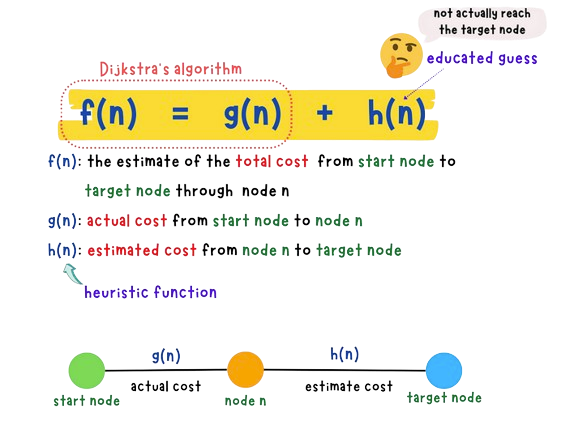 not actually reach
the target node
educated guess
Dijkstra's algorithm
f(n) = g(n) + h(n)
f(n): the estimate of the total cost from start node to
target node through node n
g(n): actual cost from start node to node n
h(n): estimated cost from node n to target node
heuristic function
g(n) h(n)
actual cost estimate cost
start node node n target node